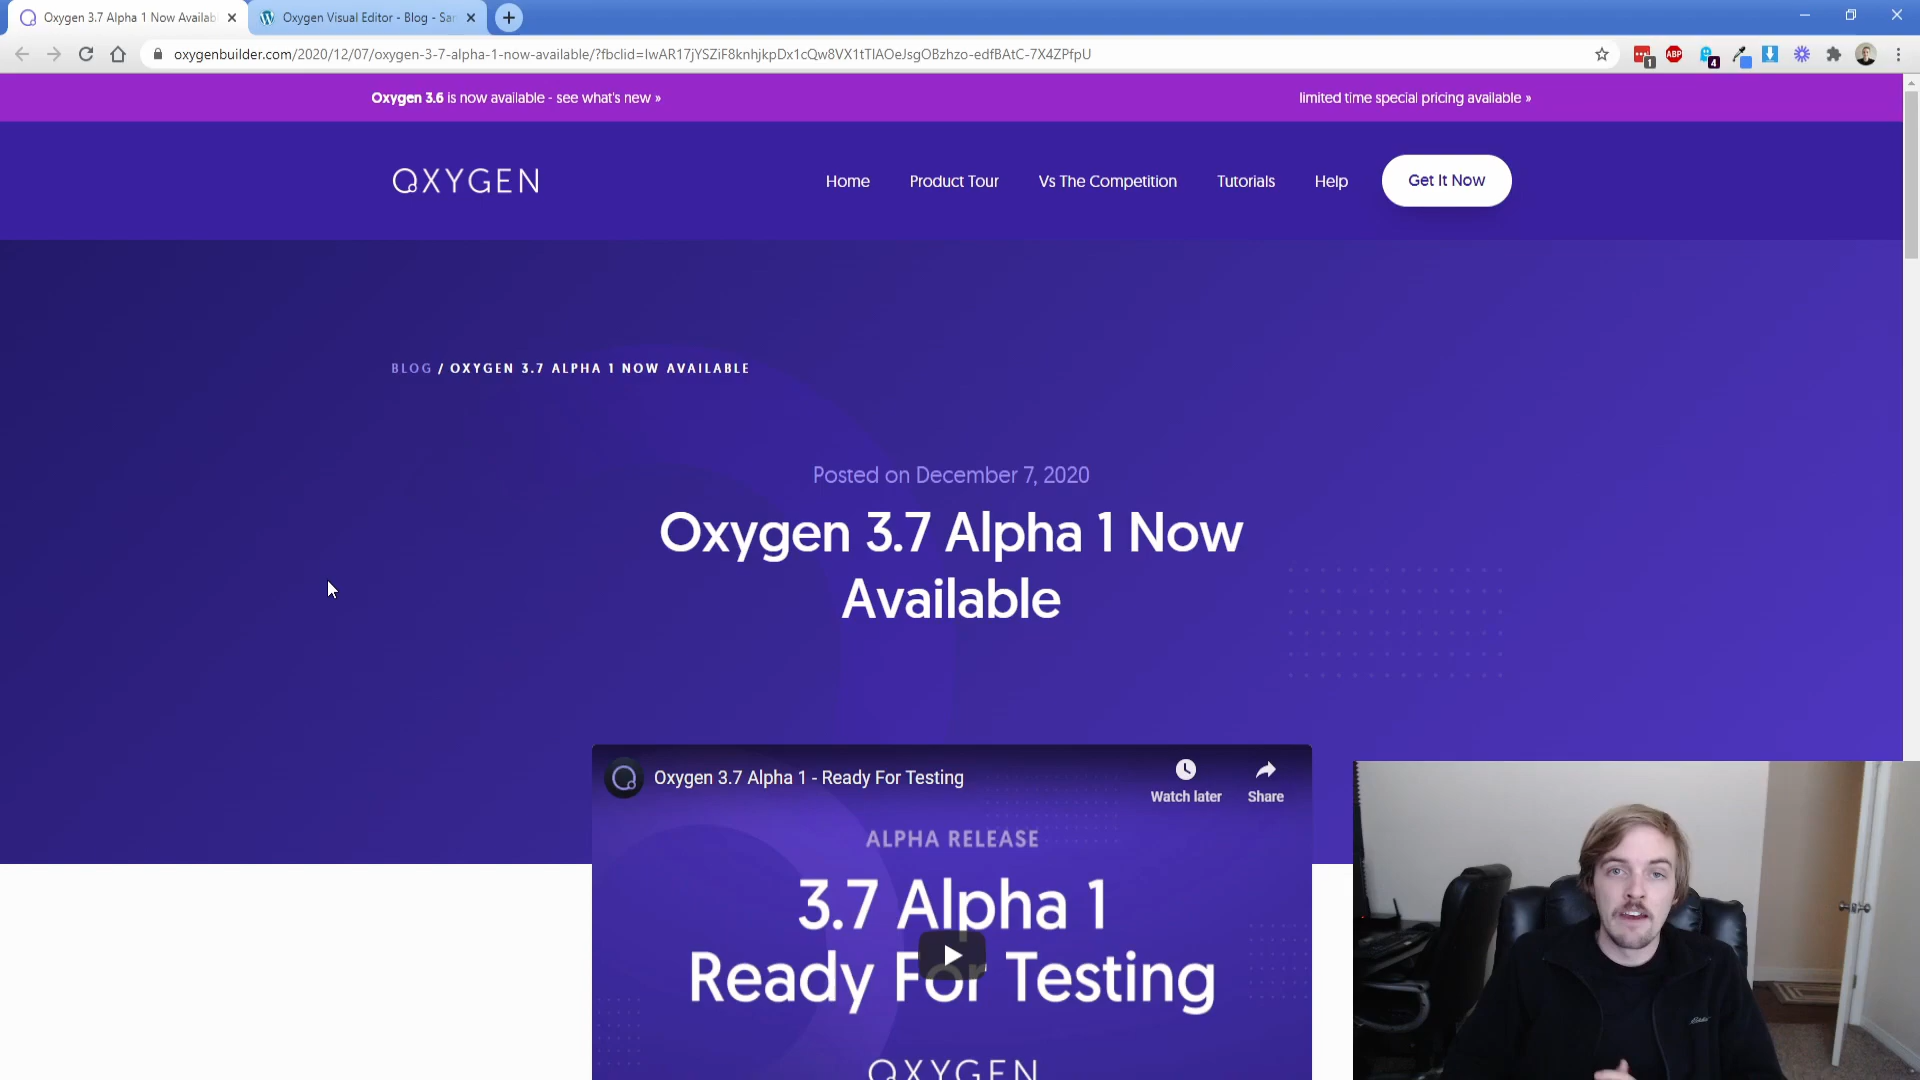 Oxygen 3.7 Alpha 1 Now Availab
Oxygen Visual Editor - Blog - Sa
oxygenbuilder.com/2020/12/07/oxygen-3-7-alpha-1-now-available/?fbclid=IwAR17jYSZiF8knhjkpDx1cQw8VX1tTlAOeJsgOBzhzo-edfBAtC-7X4ZPfpU
1
ABP
4
Oxygen 3.6 is now available - see what's new »
limited time special pricing available »
OXYGEN
Home
Product Tour
Vs The Competition
Tutorials
Help
Get It Now
BLOG / OXYGEN 3.7 ALPHA 1 NOW AVAILABLE
Posted on December 7, 2020
Oxygen 3.7 Alpha 1 Now
Available
Oxygen 3.7 Alpha 1 - Ready For Testing
Watch later
Share
ALPHA RELEASE
3.7 Alpha 1
Ready For Testing
OXYGEN